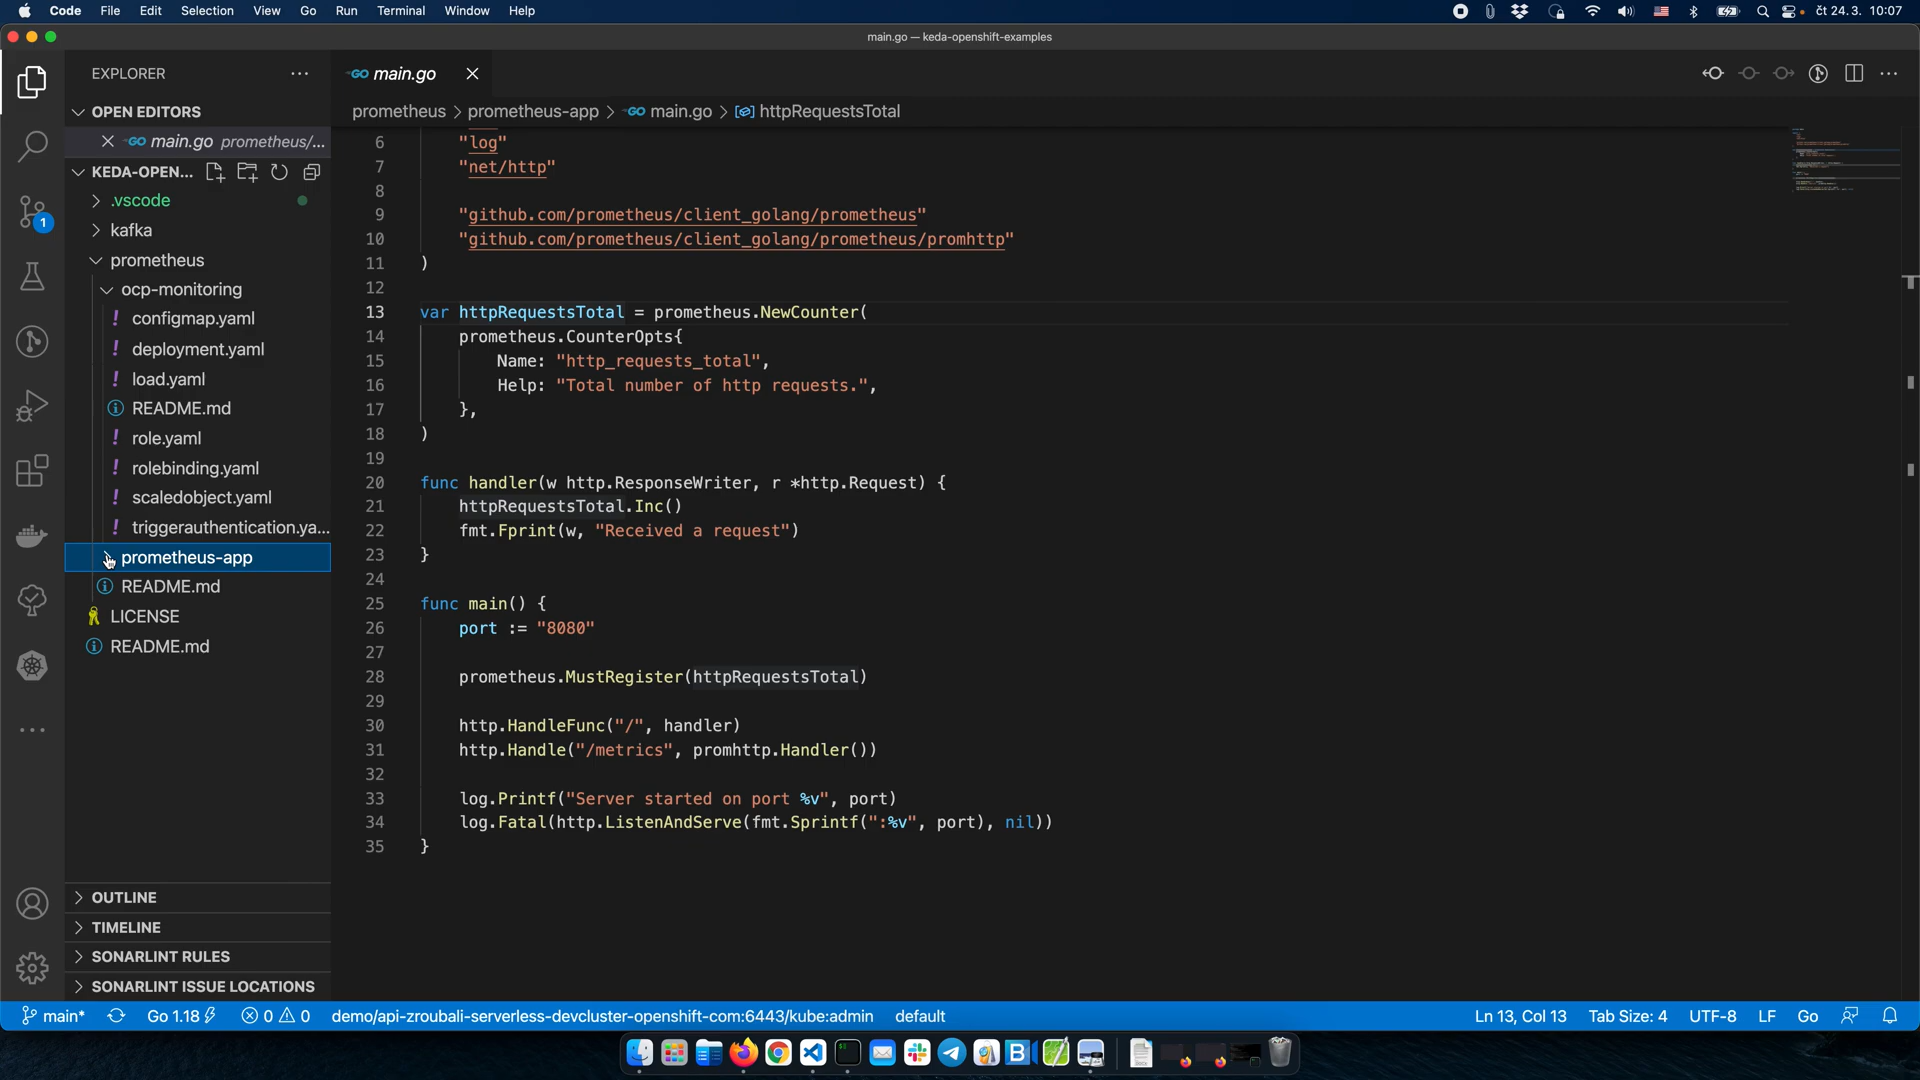 Code File Edit Selection View Go Run Terminal Window Help čt 24.3. 10:07
main.go — keda-openshift-examples
EXPLORER
OPEN EDITORS
main.go prometheus/...
KEDA-OPEN...
.vscode
kafka
prometheus
ocp-monitoring
configmap.yaml
deployment.yaml
load.yaml
README.md
role.yaml
rolebinding.yaml
scaledobject.yaml
triggerauthentication.ya...
prometheus-app
README.md
LICENSE
README.md
OUTLINE
TIMELINE
SONARLINT RULES
SONARLINT ISSUE LOCATIONS
1
GO main.go
prometheus > prometheus-app > GO main.go > httpRequestsTotal
6 "log"
7 "net/http"
8
9 "github.com/prometheus/client_golang/prometheus"
10 "github.com/prometheus/client_golang/prometheus/promhttp"
11 )
12
13 var httpRequestsTotal = prometheus.NewCounter(
14 prometheus.CounterOpts{
15 Name: "http_requests_total",
16 Help: "Total number of http requests.",
17 },
18 )
19
20 func handler(w http.ResponseWriter, r *http.Request) {
21 httpRequestsTotal.Inc()
22 fmt.Fprint(w, "Received a request")
23 }
24
25 func main() {
26 port := "8080"
27
28 prometheus.MustRegister(httpRequestsTotal)
29
30 http.HandleFunc("/", handler)
31 http.Handle("/metrics", promhttp.Handler())
32
33 log.Printf("Server started on port %v", port)
34 log.Fatal(http.ListenAndServe(fmt.Sprintf(":%v", port), nil))
35 }
main* Go 1.18 0 0 demo/api-zroubali-serverless-devcluster-openshift-com:6443/kube:admin default Ln 13, Col 13 Tab Size: 4 UTF-8 LF Go